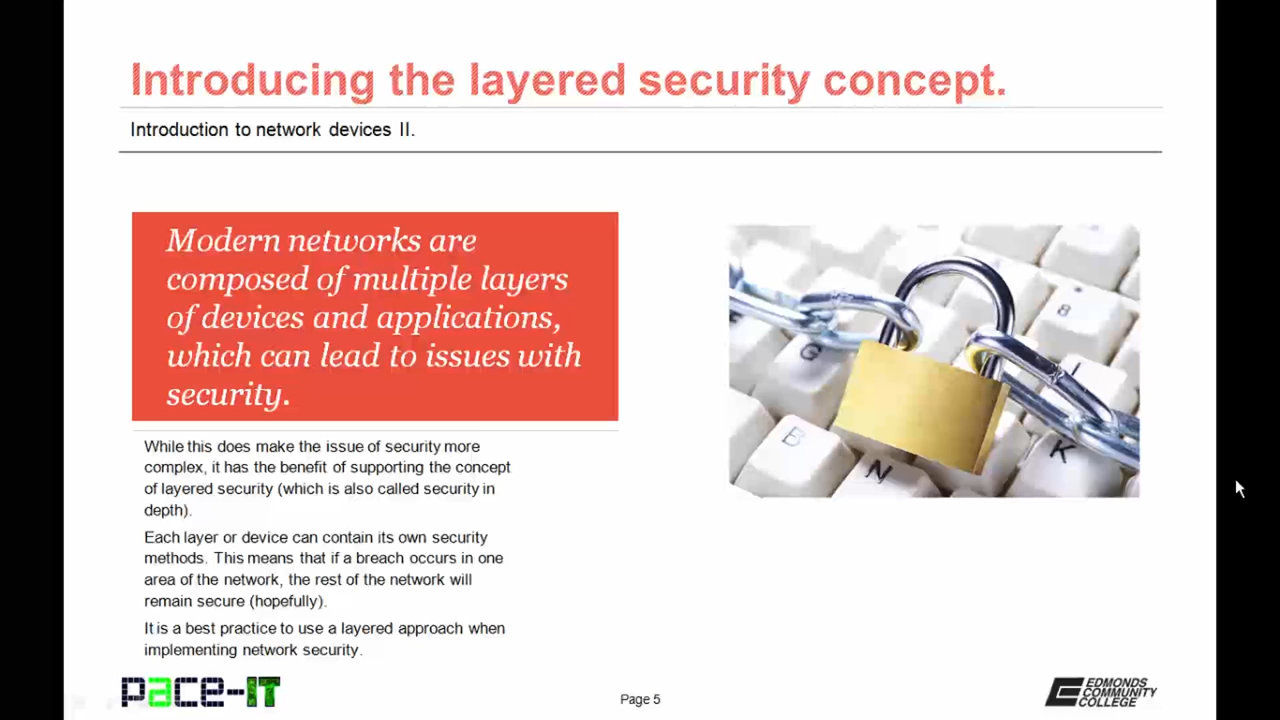 Introducing the layered security concept.
Introduction to network devices II.
Modern networks are
composed of multiple layers
of devices and applications,
which can lead to issues with
security.
While this does make the issue of security more
complex, it has the benefit of supporting the concept
of layered security (which is also called security in
depth).
Each layer or device can contain its own security
methods. This means that if a breach occurs in one
area of the network, the rest of the network will
remain secure (hopefully).
It is a best practice to use a layered approach when
implementing network security.
8
G
I
B
N
K
pace-IT
Page 5
EDMONDS
COMMUNITY
COLLEGE